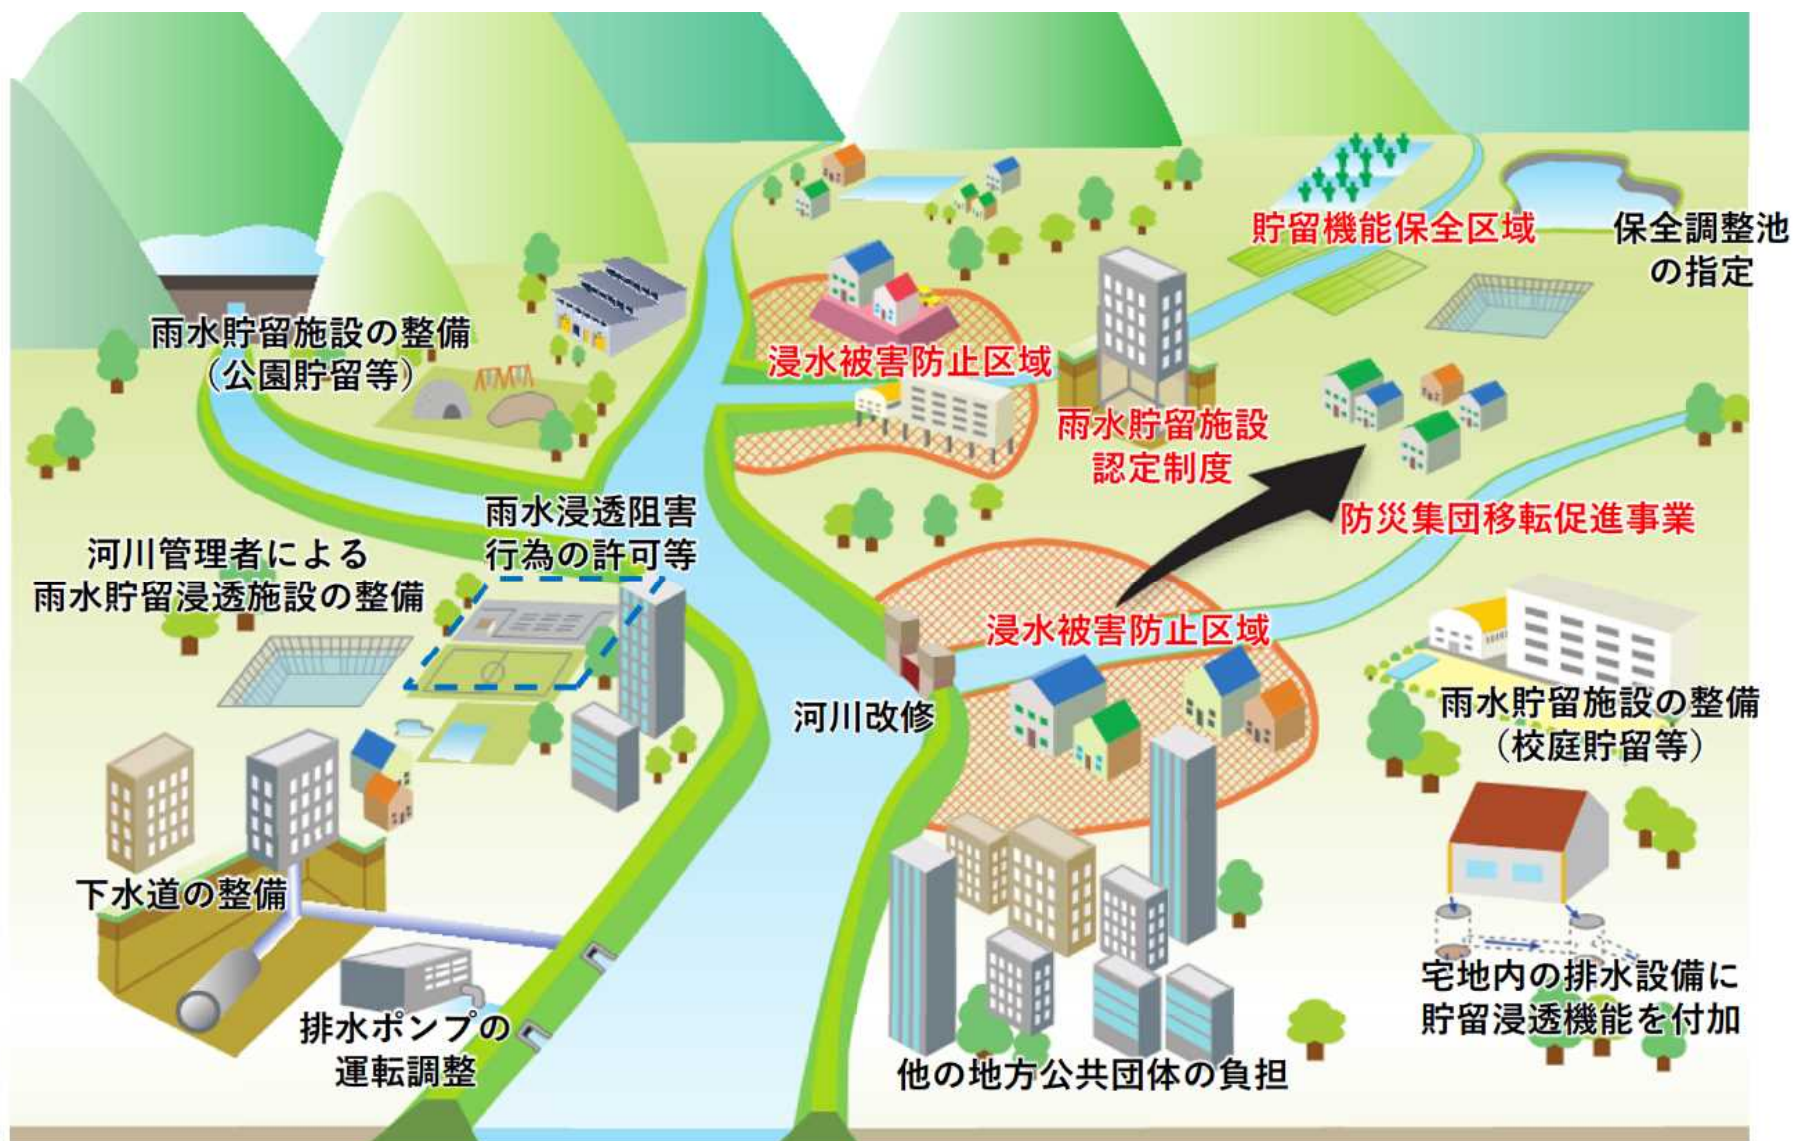 貯留機能保全区域
保全調整池
の指定
雨水貯留施設の整備
（公園貯留等）
浸水被害防止区域
雨水貯留施設
認定制度
防災集団移転促進事業
雨水浸透阻害
行為の許可等
河川管理者による
雨水貯留浸透施設の整備
浸水被害防止区域
河川改修
雨水貯留施設の整備
（校庭貯留等）
下水道の整備
排水ポンプの
運転調整
宅地内の排水設備に
貯留浸透機能を付加
他の地方公共団体の負担